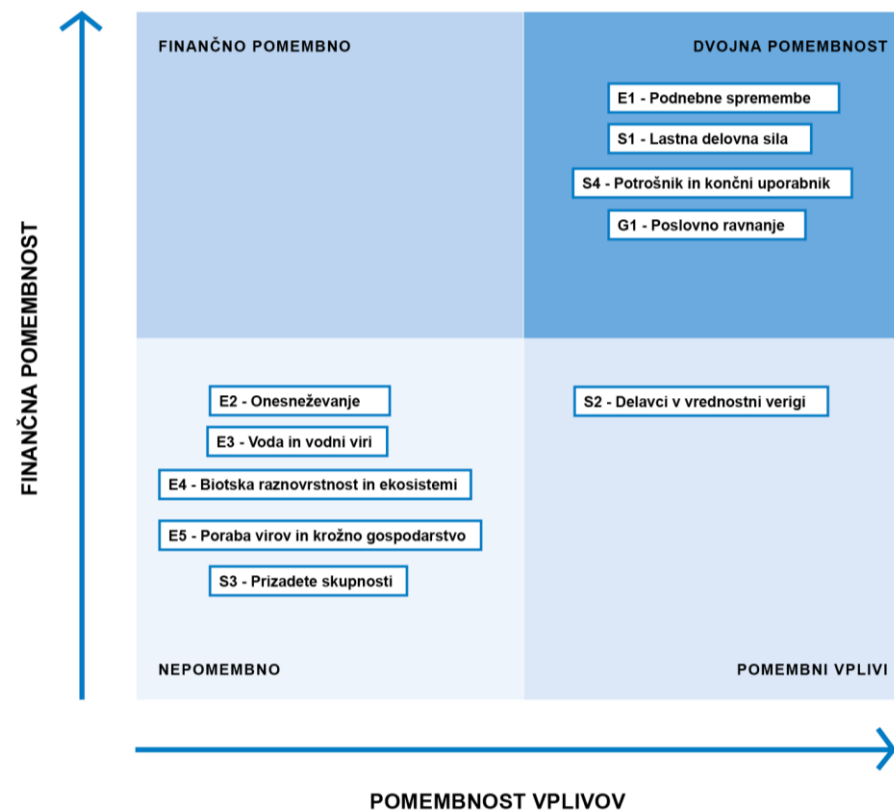 FINANČNO POMEMBNO
DVOJNA POMEMBNOST
E1 - Podnebne spremembe
S1 - Lastna delovna sila
S4 - Potrošnik in končni uporabnik
G1 - Poslovno ravnanje
FINANČNA POMEMBNOST
E2 - Onesneževanje
E3 - Voda in vodni viri
E4 - Biotska raznovrstnost in ekosistemi
E5 - Poraba virov in krožno gospodarstvo
S3 - Prizadete skupnosti
S2 - Delavci v vrednostni verigi
NEPOMEMBNO
POMEMBNI VPLIVI
POMEMBNOST VPLIVOV